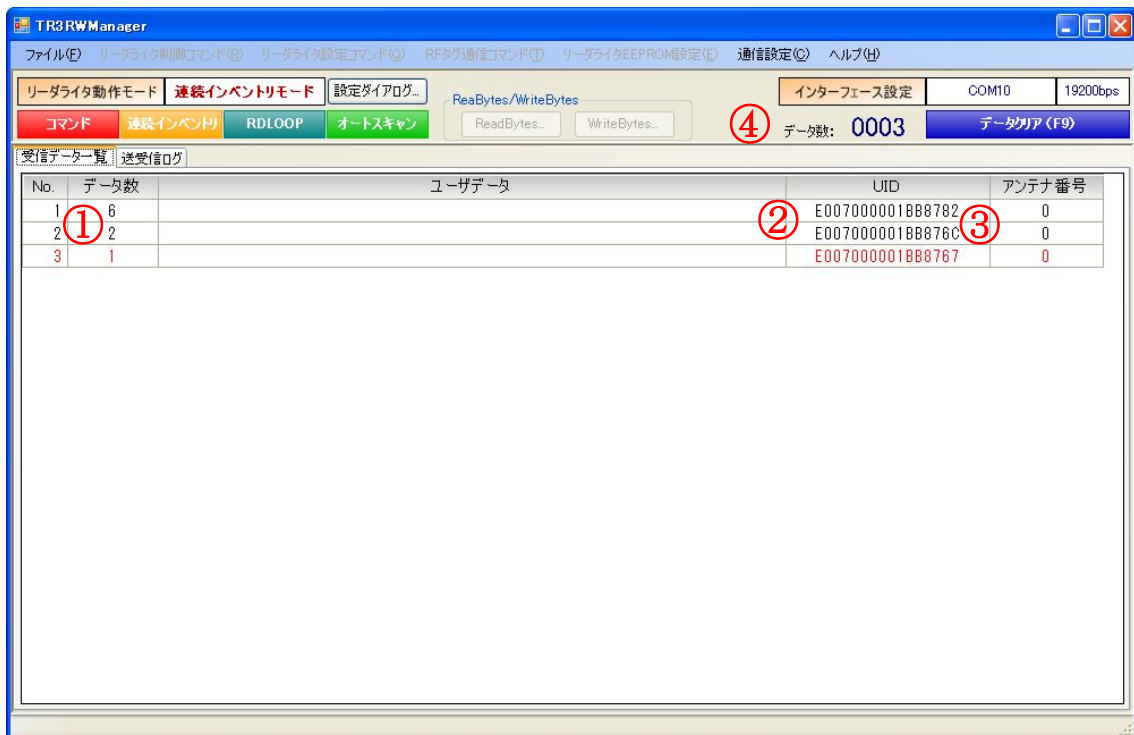 TR3RWManager
ファイル(F) リーダライタ制御コマンド(R) リーダライタ設定コマンド(Q) RFタグ通信コマンド(T) リーダライタEEPROM設定(E) 通信設定(C) ヘルプ(H)
リーダライタ動作モード 連続インベントリモード 設定ダイアログ... ReaBytes/WriteBytes インターフェース設定 COM10 19200bps
コマンド 連続インベントリ RDLOOP オートスキャン ReadBytes... WriteBytes... ④ データ数: 0003 データクリア(F9)
受信データ一覧 送受信ログ
No. データ数 ユーザデータ UID アンテナ番号
1 6 E007000001BB8782 0
① ② ③
2 2 E007000001BB876C 0
3 1 E007000001BB8767 0